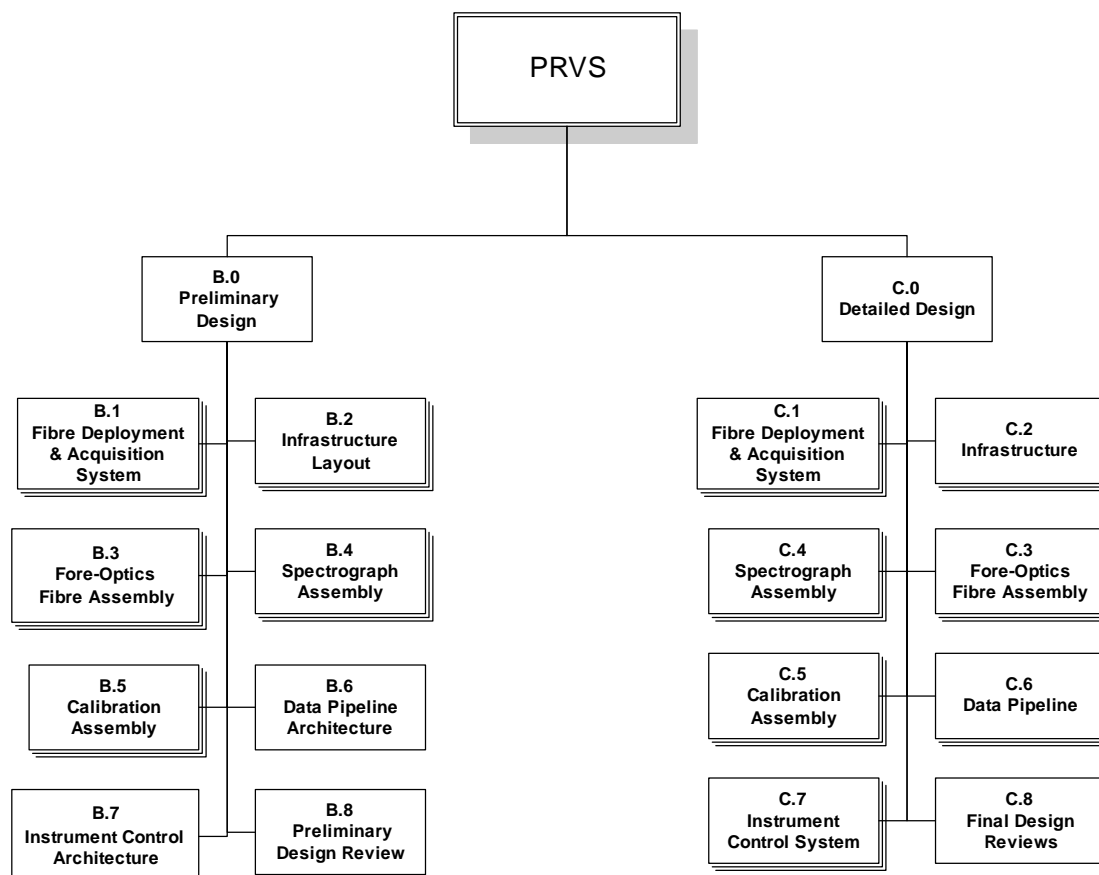 PRVS
B.0
Preliminary
Design
C.0
Detailed Design
B.1
Fibre Deployment
& Acquisition
System
B.2
Infrastructure
Layout
C.1
Fibre Deployment
& Acquisition
System
C.2
Infrastructure
B.3
Fore-Optics
Fibre Assembly
B.4
Spectrograph
Assembly
C.4
Spectrograph
Assembly
C.3
Fore-Optics
Fibre Assembly
B.5
Calibration
Assembly
B.6
Data Pipeline
Architecture
C.5
Calibration
Assembly
C.6
Data Pipeline
B.7
Instrument Control
Architecture
B.8
Preliminary
Design Review
C.7
Instrument
Control System
C.8
Final Design
Reviews